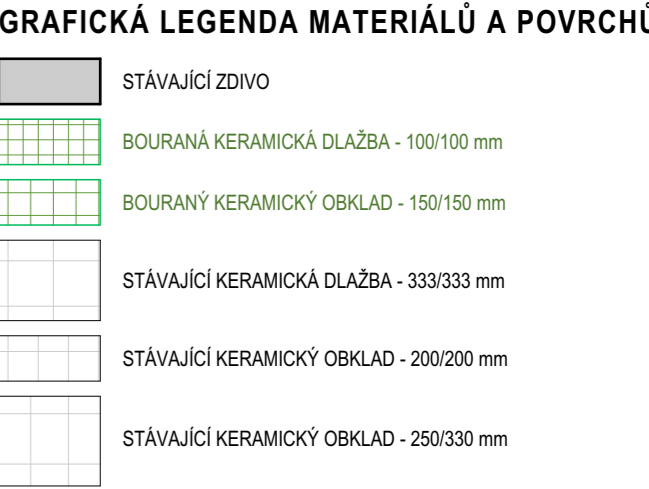 GRAFICKÁ LEGENDA MATERIÁLŮ A POVRCHŮ
STÁVAJÍCÍ ZDIVO
BOURANÁ KERAMICKÁ DLAŽBA - 100/100 mm
BOURANÝ KERAMICKÝ OBKLAD - 150/150 mm
STÁVAJÍCÍ KERAMICKÁ DLAŽBA - 333/333 mm
STÁVAJÍCÍ KERAMICKÝ OBKLAD - 200/200 mm
STÁVAJÍCÍ KERAMICKÝ OBKLAD - 250/330 mm